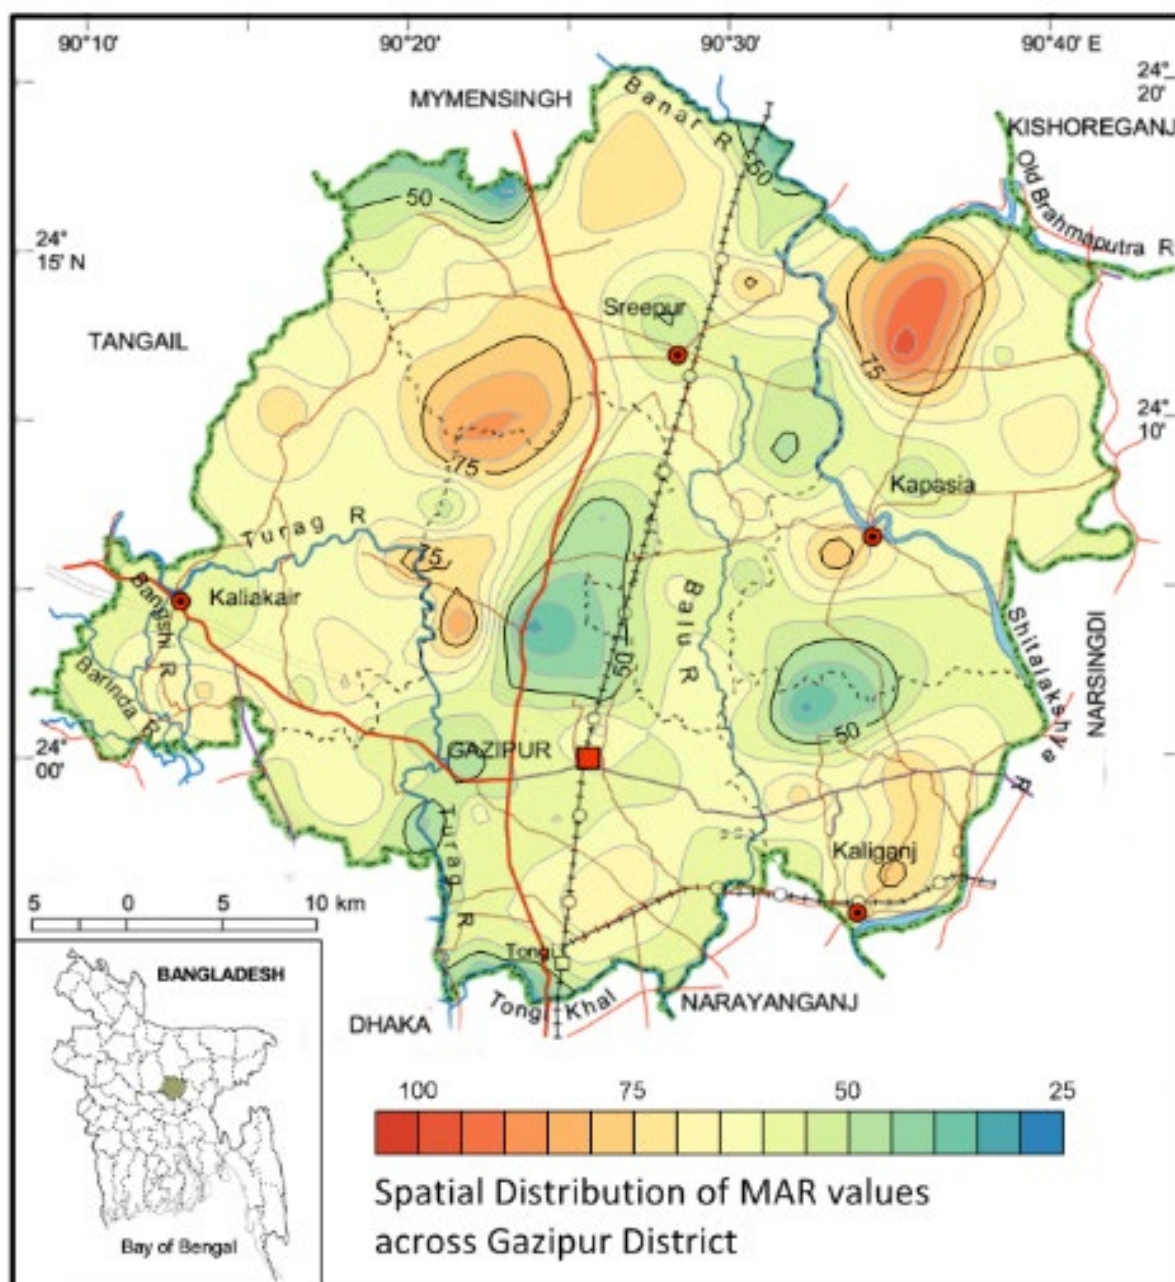 90°10'
90°20'
90°30'
90°40' E
24°
20'
MYMENSINGH
KISHOREGANJ
Banar R
50
50
Old Brahmaputra R
24°
15' N
Sreepur
TANGAIL
75
24°
10'
75
Kapasia
Turag R
75
Kaliakair
Bangshi R
Balu R
Shitalakshya R
NARSINGDI
Barinda R
50
50
24°
00'
GAZIPUR
Turag R
Kaliganj
5 0 5 10 km
Tongi
Tongi Khal
NARAYANGANJ
DHAKA
BANGLADESH
Bay of Bengal
100 75 50 25
Spatial Distribution of MAR values
across Gazipur District